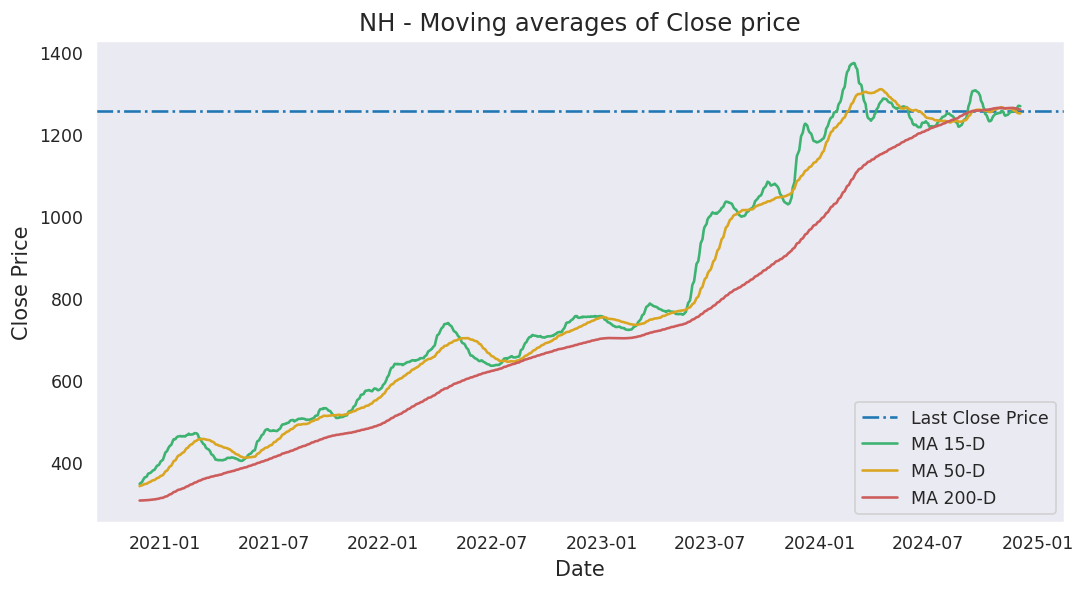 NH - Moving averages of Close price
1400
1200
1000
800
600
400
Close Price
2021-01 2021-07 2022-01 2022-07 2023-01 2023-07 2024-01 2024-07 2025-01
Date
Last Close Price
MA 15-D
MA 50-D
MA 200-D